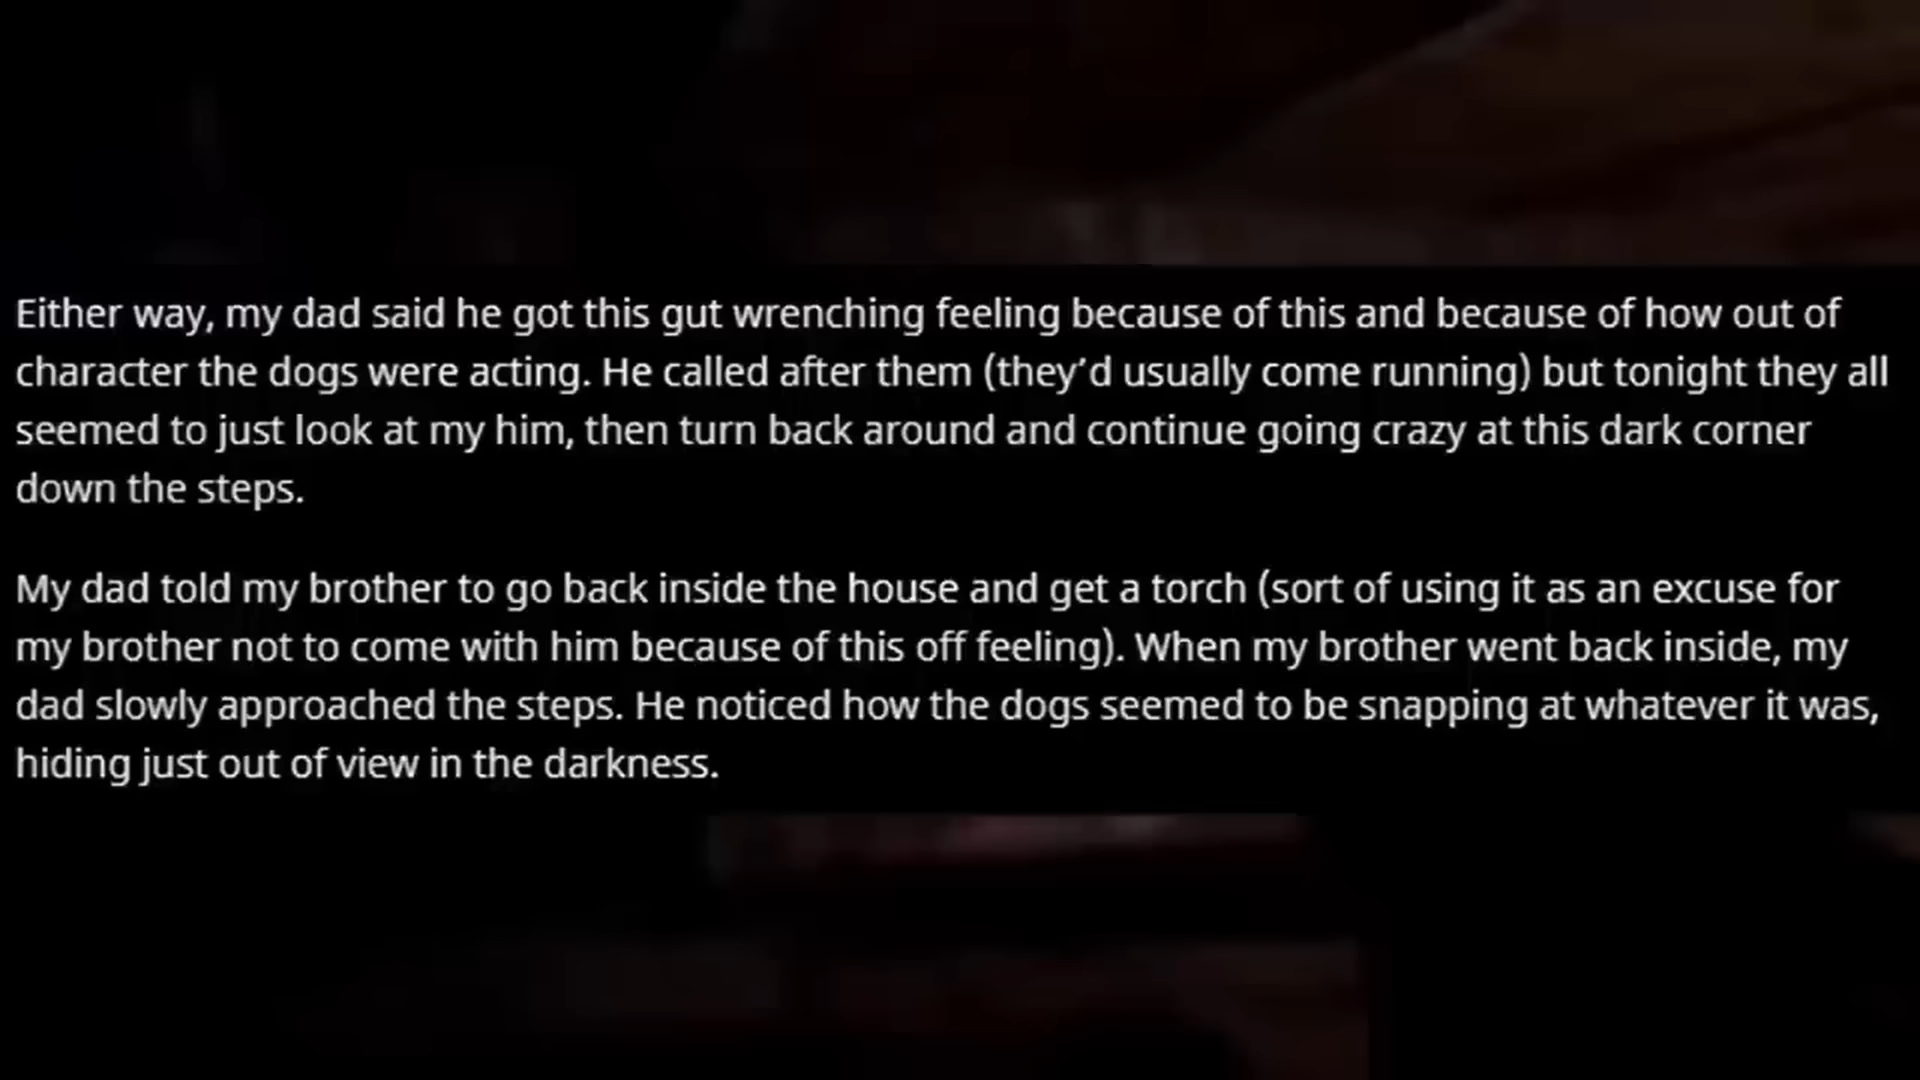 Either way, my dad said he got this gut wrenching feeling because of this and because of how out of
character the dogs were acting. He called after them (they’d usually come running) but tonight they all
seemed to just look at my him, then turn back around and continue going crazy at this dark corner
down the steps.
My dad told my brother to go back inside the house and get a torch (sort of using it as an excuse for
my brother not to come with him because of this off feeling). When my brother went back inside, my
dad slowly approached the steps. He noticed how the dogs seemed to be snapping at whatever it was,
hiding just out of view in the darkness.